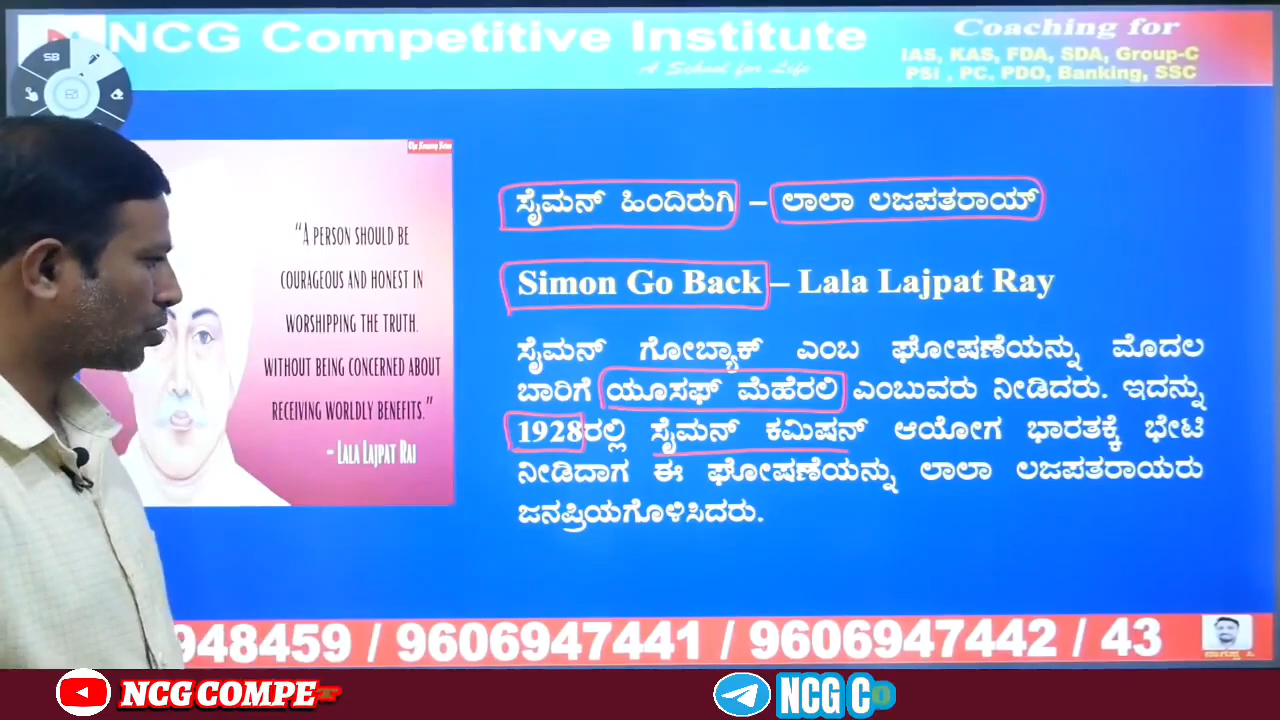 NCG Competitive Institute
A School for Life
Coaching for
IAS, KAS, FDA, SDA, Group-C
PSI , PC, PDO, Banking, SSC
SB
“A PERSON SHOULD BE
COURAGEOUS AND HONEST IN
WORSHIPPING THE TRUTH.
WITHOUT BEING CONCERNED ABOUT
RECEIVING WORLDLY BENEFITS.”
- LALA LAJPAT RAI
ಸೈಮನ್ ಹಿಂದಿರುಗಿ – ಲಾಲಾ ಲಜಪತರಾಯ್
Simon Go Back – Lala Lajpat Ray
ಸೈಮನ್ ಗೋಬ್ಯಾಕ್ ಎಂಬ ಘೋಷಣೆಯನ್ನು ಮೊದಲ
ಬಾರಿಗೆ ಯೂಸಫ್ ಮೆಹೆರಲಿ ಎಂಬುವರು ನೀಡಿದರು. ಇದನ್ನು
1928ರಲ್ಲಿ ಸೈಮನ್ ಕಮಿಷನ್ ಆಯೋಗ ಭಾರತಕ್ಕೆ ಭೇಟಿ
ನೀಡಿದಾಗ ಈ ಘೋಷಣೆಯನ್ನು ಲಾಲಾ ಲಜಪತರಾಯರು
ಜನಪ್ರಿಯಗೊಳಿಸಿದರು.
948459 / 9606947441 / 9606947442 / 43
NCG COMPE
NCG CO